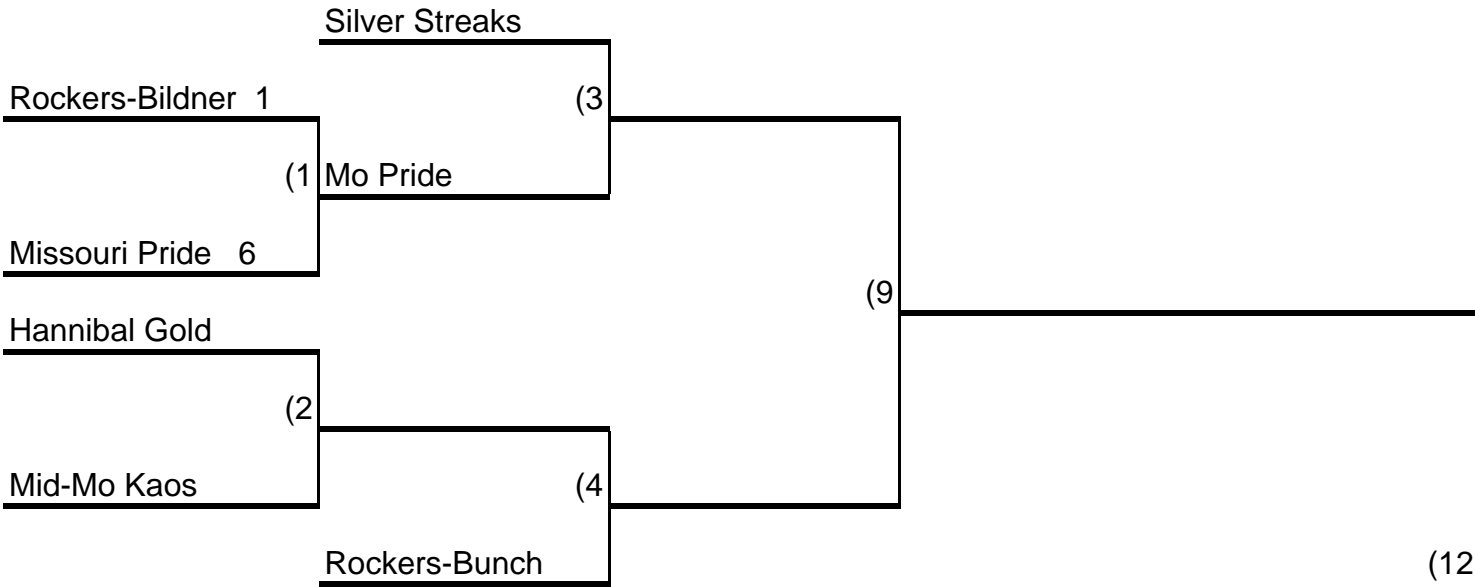 Silver Streaks
Rockers-Bildner 1
(3
(1
Mo Pride
Missouri Pride 6
(9
Hannibal Gold
(2
Mid-Mo Kaos
(4
Rockers-Bunch
(12